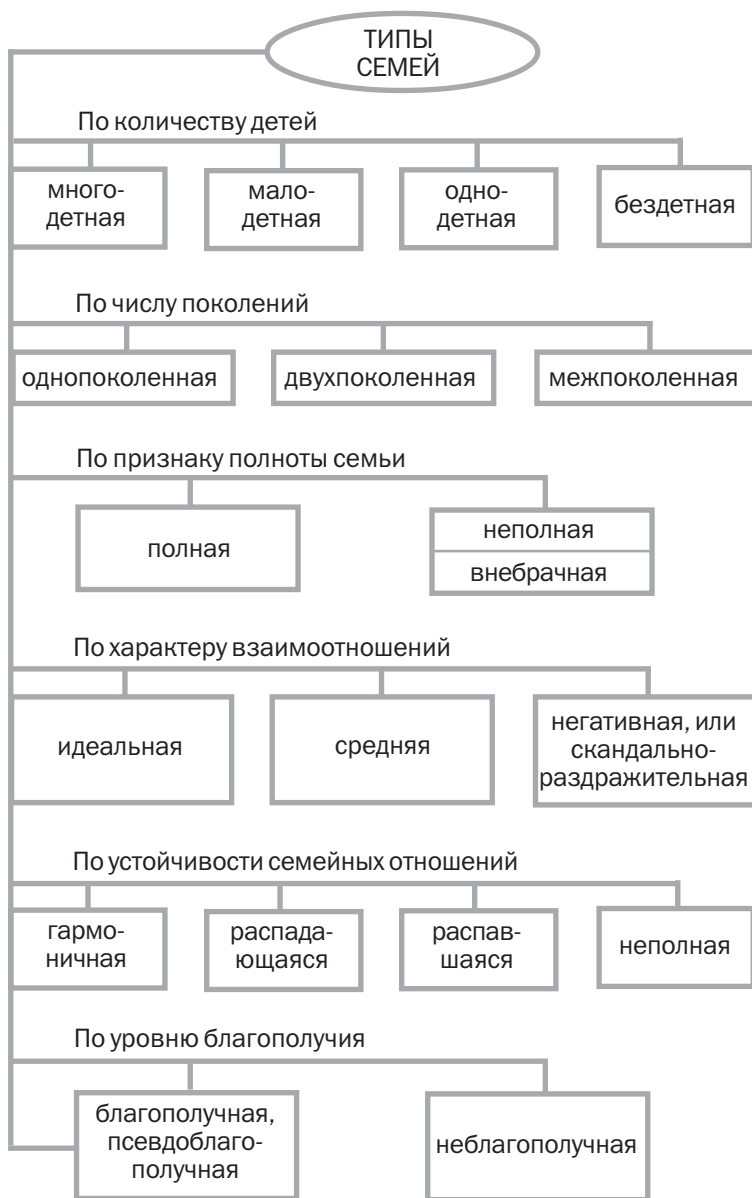 ТИПЫ
СЕМЕЙ
По количеству детей
много-
детная
мало-
детная
одно-
детная
бездетная
По числу поколений
однопоколенная
двухпоколенная
межпоколенная
По признаку полноты семьи
полная
неполная
внебрачная
По характеру взаимоотношений
идеальная
средняя
негативная, или
скандально-
раздражительная
По устойчивости семейных отношений
гармо-
ничная
распада-
ющаяся
распав-
шаяся
неполная
По уровню благополучия
благополучная,
псевдоблаго-
получная
неблагополучная